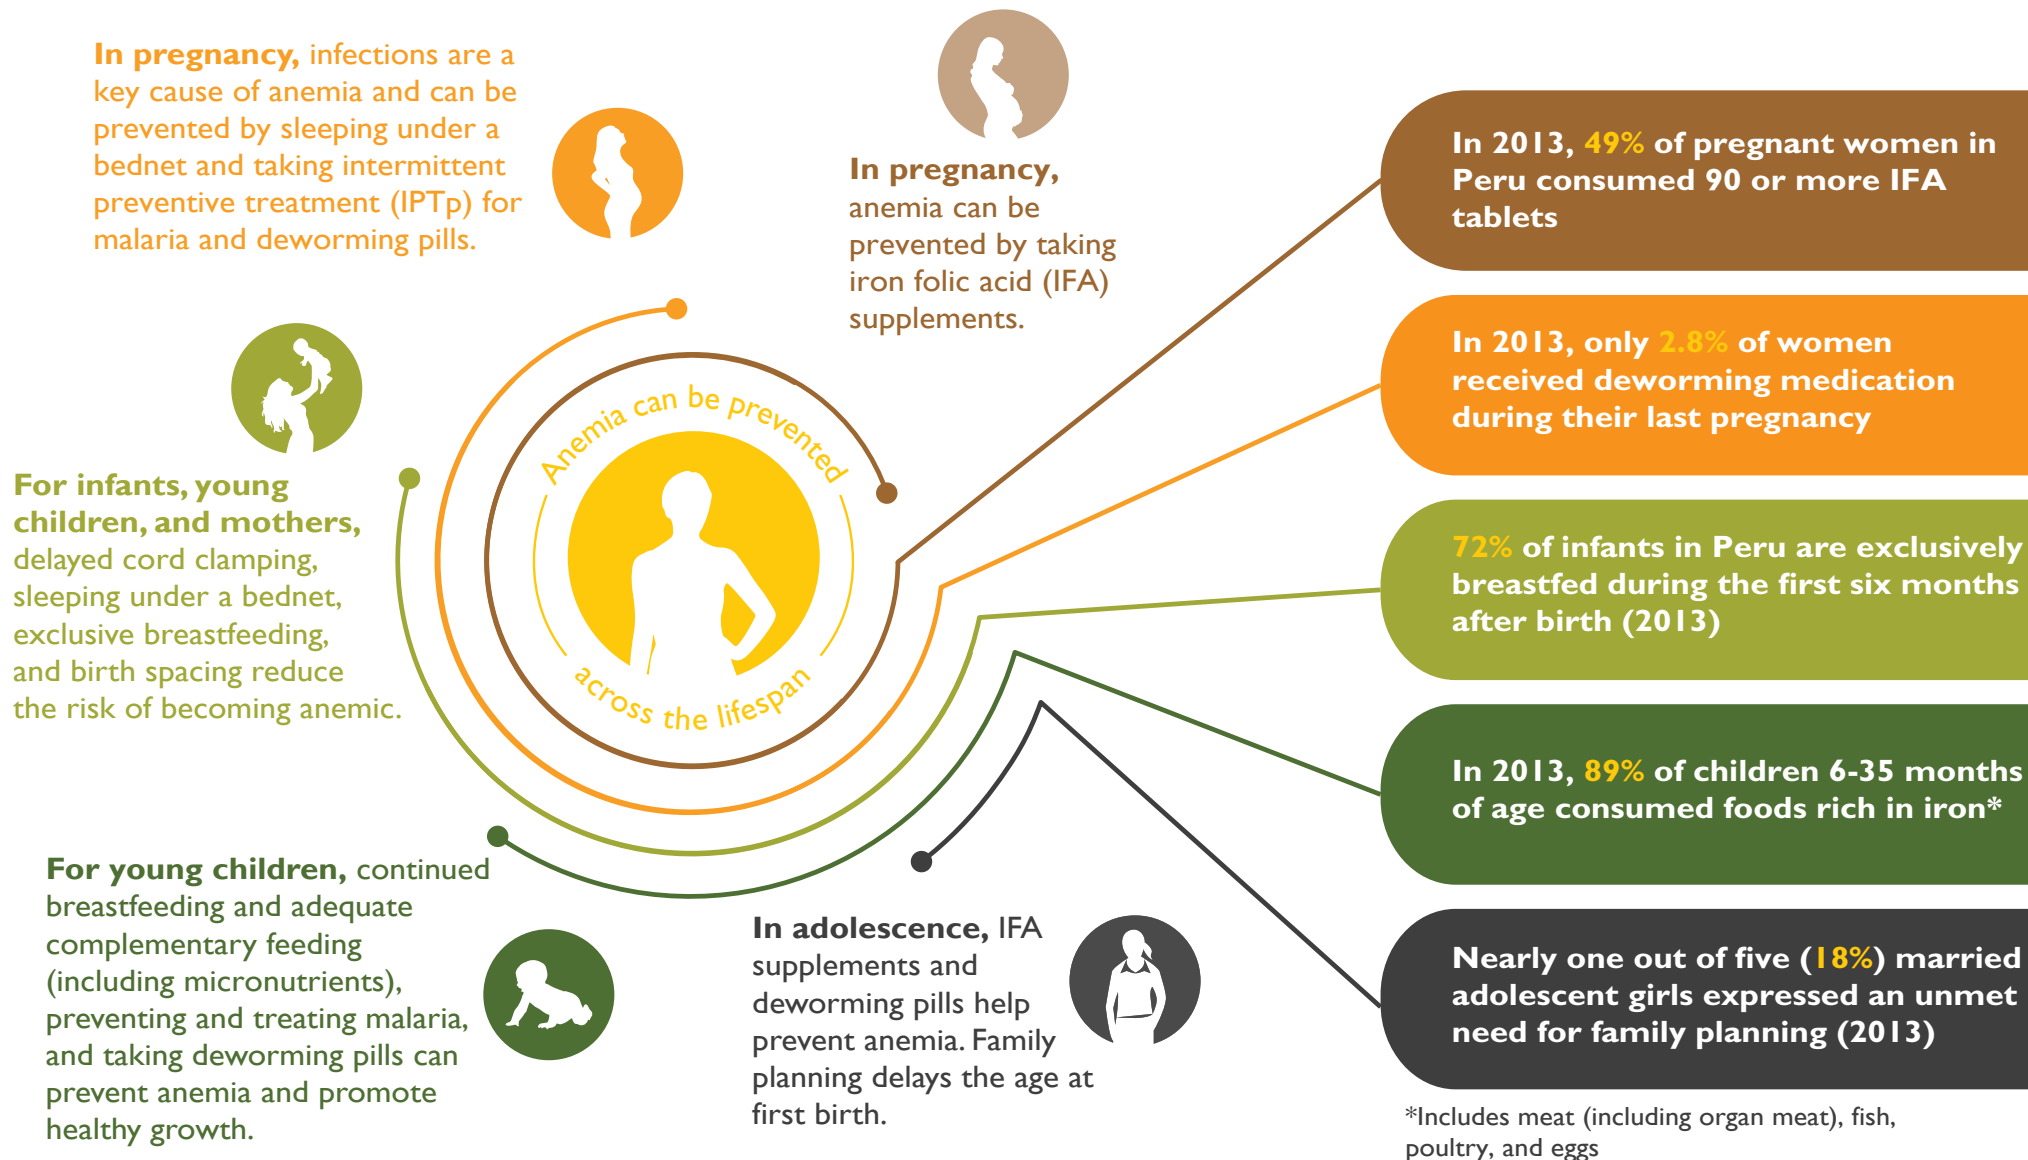 In pregnancy, infections are a
key cause of anemia and can be
prevented by sleeping under a
bednet and taking intermittent
preventive treatment (IPTp) for
malaria and deworming pills.
In pregnancy,
anemia can be
prevented by taking
iron folic acid (IFA)
supplements.
For infants, young
children, and mothers,
delayed cord clamping,
sleeping under a bednet,
exclusive breastfeeding,
and birth spacing reduce
the risk of becoming anemic.
Anemia can be prevented
across the lifespan
For young children, continued
breastfeeding and adequate
complementary feeding
(including micronutrients),
preventing and treating malaria,
and taking deworming pills can
prevent anemia and promote
healthy growth.
In adolescence, IFA
supplements and
deworming pills help
prevent anemia. Family
planning delays the age at
first birth.
In 2013, 49% of pregnant women in
Peru consumed 90 or more IFA
tablets
In 2013, only 2.8% of women
received deworming medication
during their last pregnancy
72% of infants in Peru are exclusively
breastfed during the first six months
after birth (2013)
In 2013, 89% of children 6-35 months
of age consumed foods rich in iron*
Nearly one out of five (18%) married
adolescent girls expressed an unmet
need for family planning (2013)
*Includes meat (including organ meat), fish,
poultry, and eggs